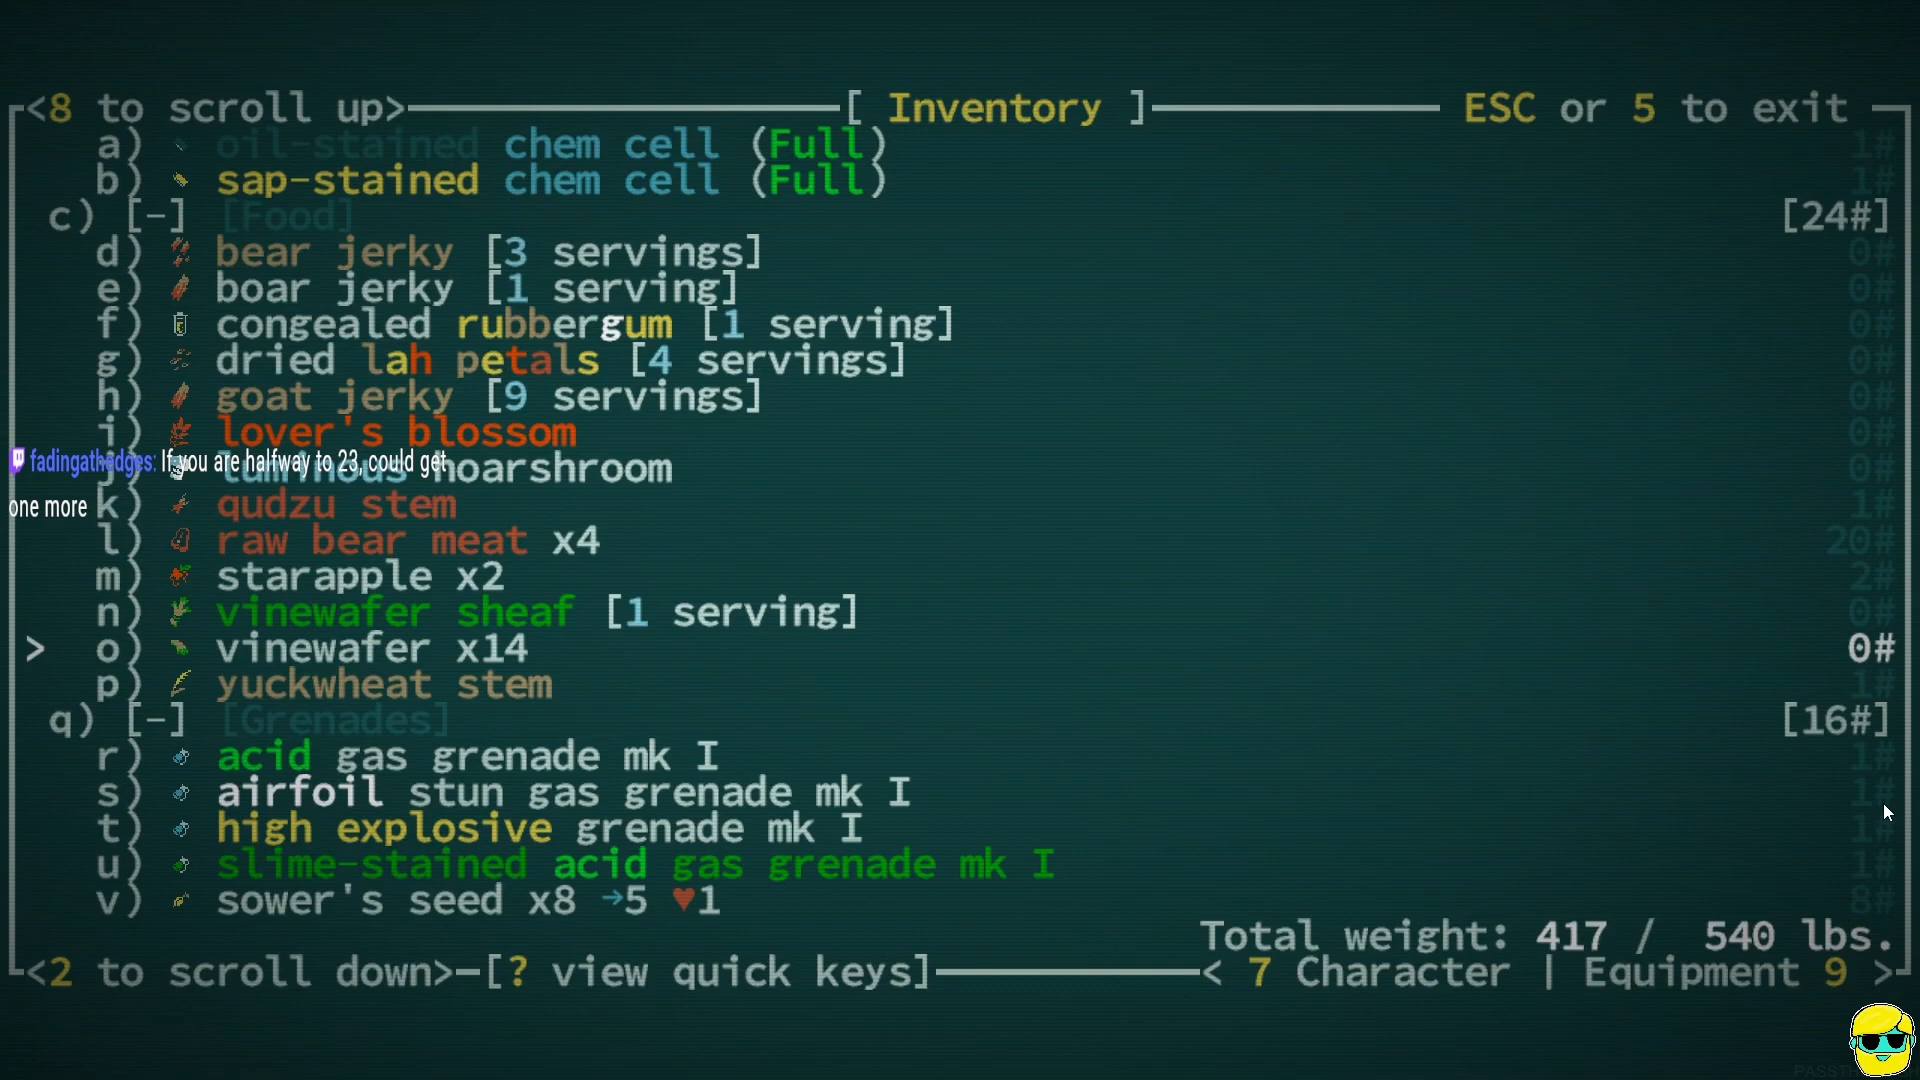 <8 to scroll up> [ Inventory ] ESC or 5 to exit
a) oil-stained chem cell (Full) 1#
b) sap-stained chem cell (Full) 1#
c) [-] [Food] [24#]
d) bear jerky [3 servings] 0#
e) boar jerky [1 serving] 0#
f) congealed rubbergum [1 serving] 0#
g) dried lah petals [4 servings] 0#
h) goat jerky [9 servings] 0#
i) lover's blossom 0#
fadingathedges: If you are halfway to 23, could get
one more
j) luminous hoarshroom 0#
k) qudzu stem 1#
l) raw bear meat x4 20#
m) starapple x2 2#
n) vinewafer sheaf [1 serving] 0#
> o) vinewafer x14 0#
p) yuckwheat stem 1#
q) [-] [Grenades] [16#]
r) acid gas grenade mk I 1#
s) airfoil stun gas grenade mk I 1#
t) high explosive grenade mk I 1#
u) slime-stained acid gas grenade mk I 1#
v) sower's seed x8 →5 ♥1 8#
Total weight: 417 / 540 lbs.
<2 to scroll down> [? view quick keys] < 7 Character | Equipment 9 >